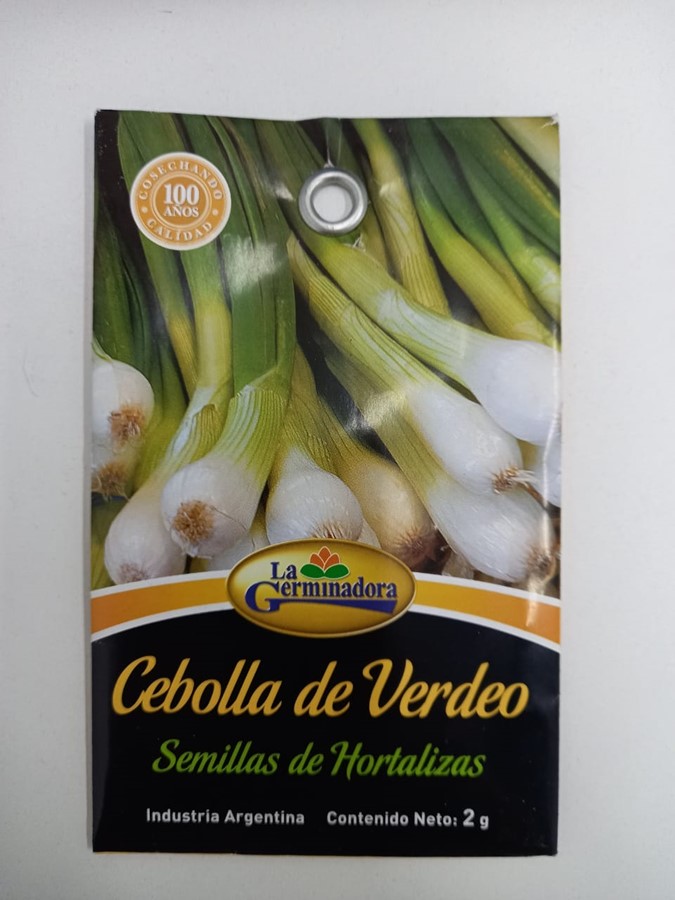 COSECHANDO
100
AÑOS
CALIDAD
La
Germinadora
Cebolla de Verdeo
Semillas de Hortalizas
Industria Argentina Contenido Neto: 2 g